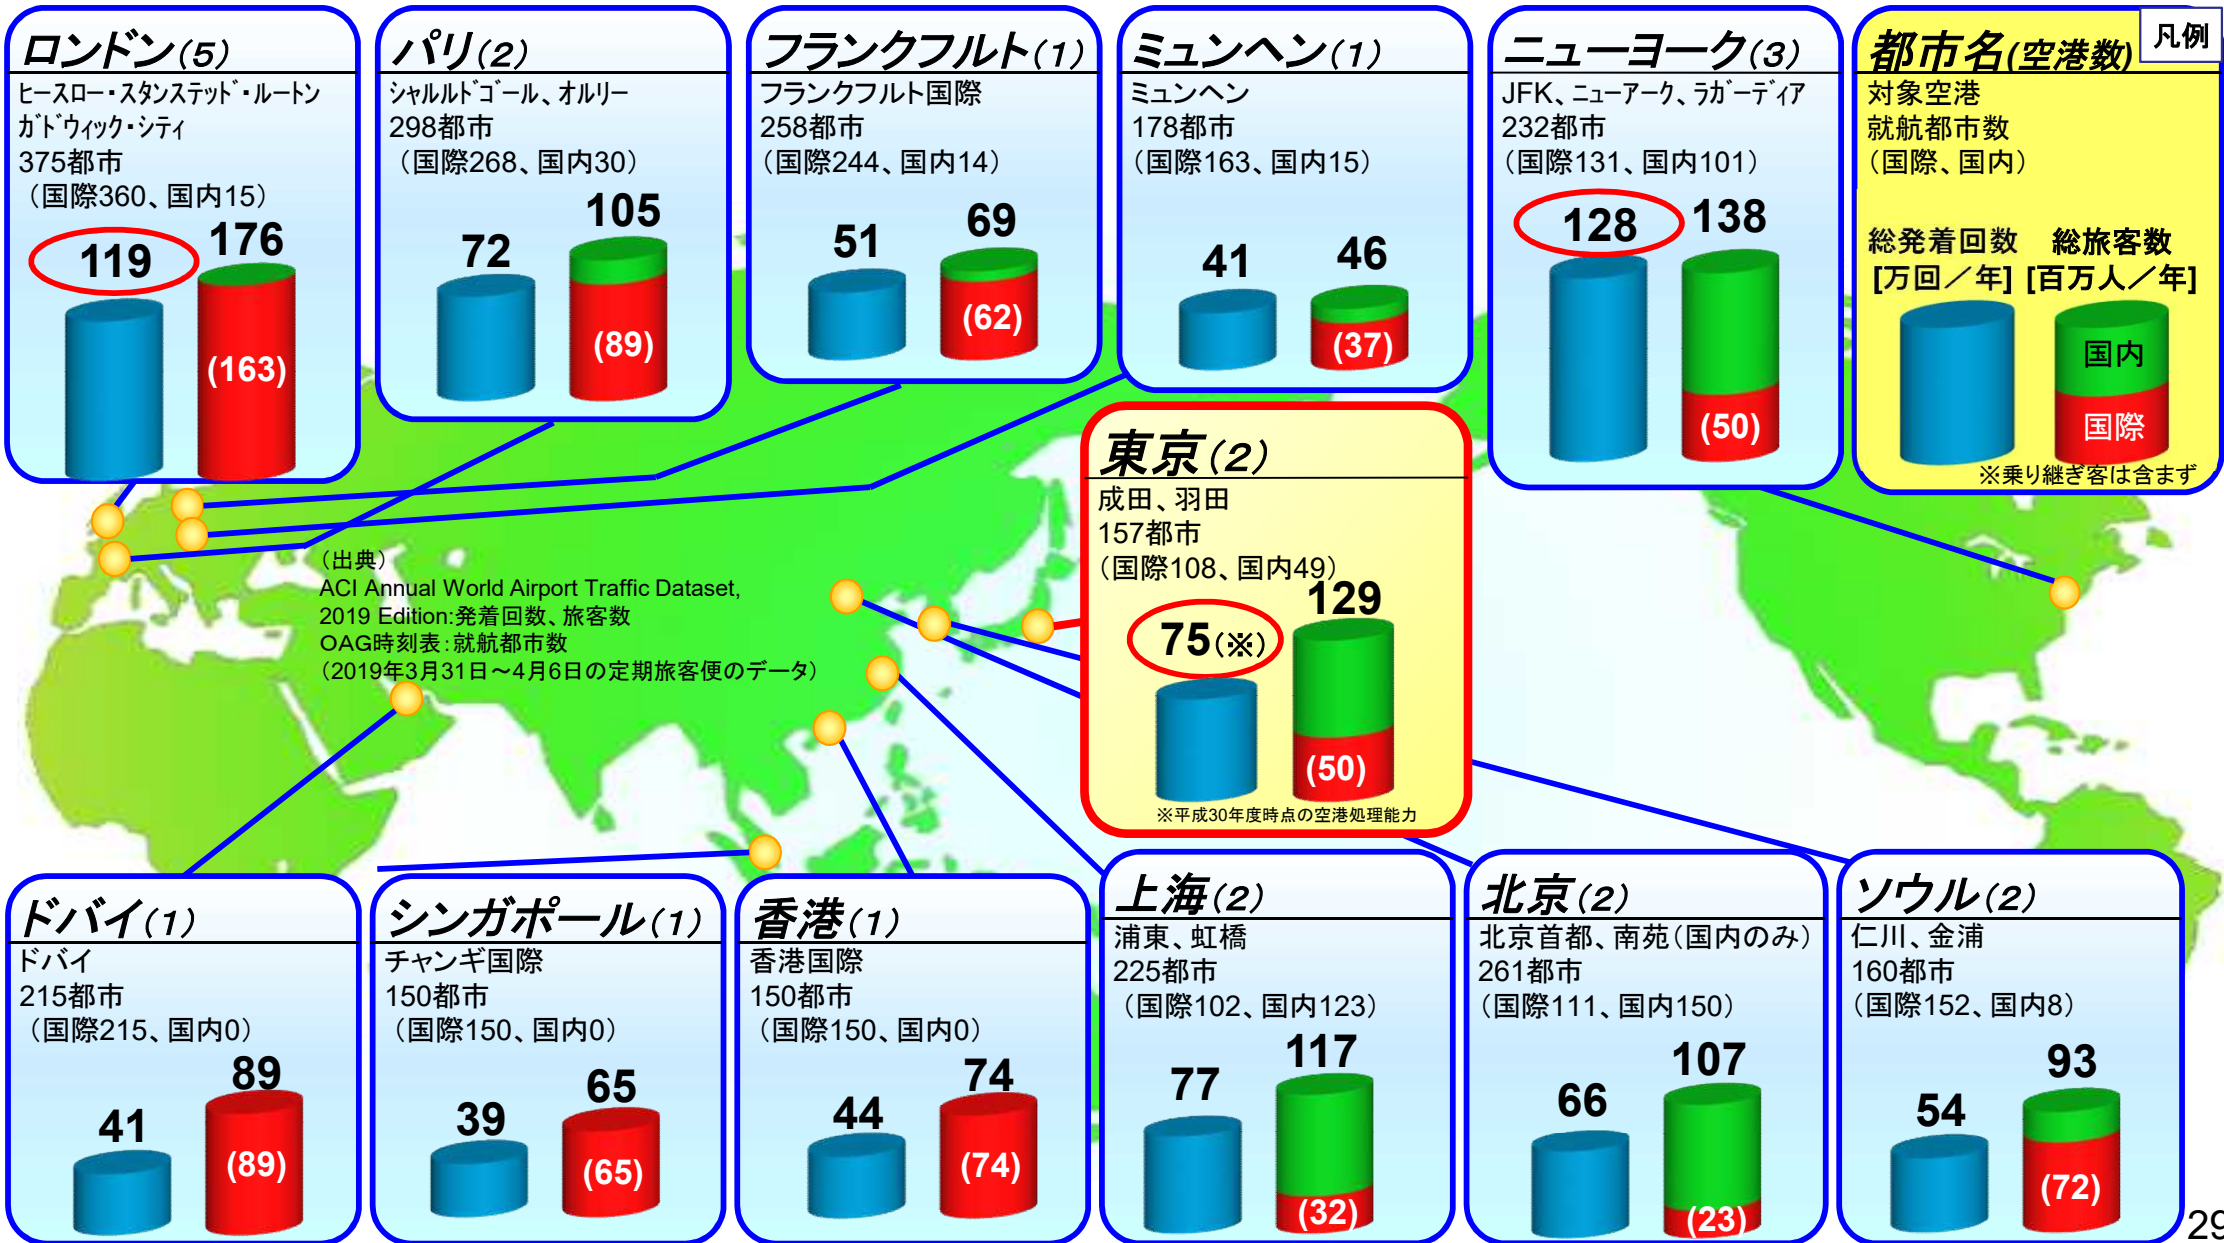 ロンドン(5)
ヒースロー・スタンステッド・ルートン
ガドウィック・シティ
375都市
（国際360、国内15）
119
176
(163)
パリ(2)
シャルルドゴール、オルリー
298都市
（国際268、国内30）
72
105
(89)
フランクフルト(1)
フランクフルト国際
258都市
（国際244、国内14）
51
69
(62)
ミュンヘン(1)
ミュンヘン
178都市
（国際163、国内15）
41
46
(37)
ニューヨーク(3)
JFK、ニューアーク、ラガーディア
232都市
（国際131、国内101）
128
138
(50)
凡例
都市名(空港数)
対象空港
就航都市数
（国際、国内）
総発着回数 総旅客数
[万回／年] [百万人／年]
国内
国際
※乗り継ぎ客は含まず
（出典）
ACI Annual World Airport Traffic Dataset,
2019 Edition:発着回数、旅客数
OAG時刻表：就航都市数
（2019年3月31日～4月6日の定期旅客便のデータ）
東京(2)
成田、羽田
157都市
（国際108、国内49）
75(※)
129
(50)
※平成30年度時点の空港処理能力
ドバイ(1)
ドバイ
215都市
（国際215、国内0）
41
89
(89)
シンガポール(1)
チャンギ国際
150都市
（国際150、国内0）
39
65
(65)
香港(1)
香港国際
150都市
（国際150、国内0）
44
74
(74)
上海(2)
浦東、虹橋
225都市
（国際102、国内123）
77
117
(32)
北京(2)
北京首都、南苑（国内のみ）
261都市
（国際111、国内150）
66
107
(23)
ソウル(2)
仁川、金浦
160都市
（国際152、国内8）
54
93
(72)
29